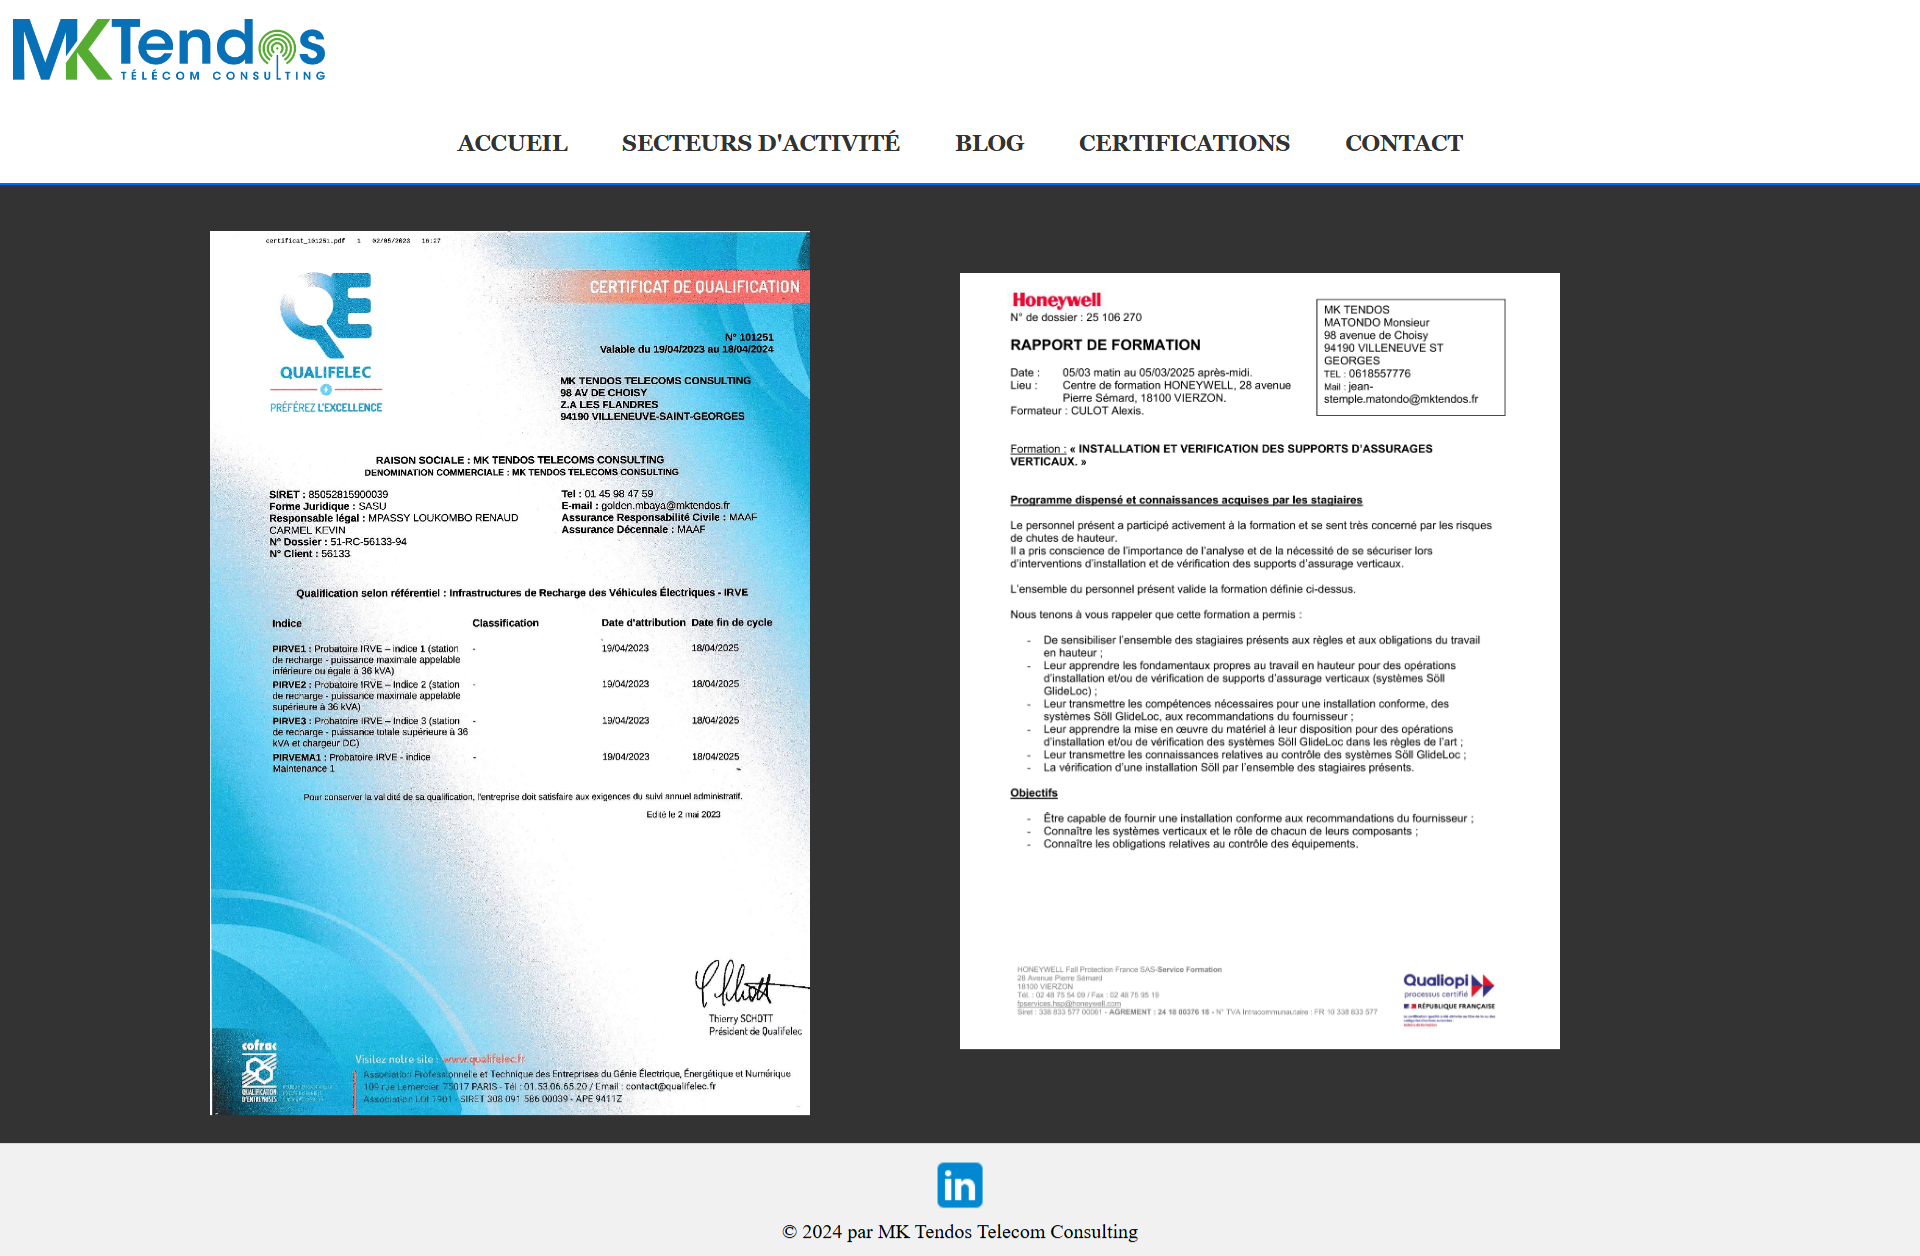 MKTendos
TÉLÉCOM CONSULTING
ACCUEIL SECTEURS D'ACTIVITÉ BLOG CERTIFICATIONS CONTACT
certificat_101251.pdf 1 02/05/2023 16:27
CERTIFICAT DE QUALIFICATION
QE
QUALIFELEC
PRÉFÉREZ L'EXCELLENCE
N° 101251
Valable du 19/04/2023 au 18/04/2024
MK TENDOS TELECOMS CONSULTING
98 AV DE CHOISY
Z.A LES FLANDRES
94190 VILLENEUVE-SAINT-GEORGES
RAISON SOCIALE : MK TENDOS TELECOMS CONSULTING
DENOMINATION COMMERCIALE : MK TENDOS TELECOMS CONSULTING
SIRET : 85052815900039
Forme Juridique : SASU
Responsable légal : MPASSY LOUKOMBO RENAUD
CARMEL KEVIN
N° Dossier : 51-RC-56133-94
N° Client : 56133
Tel : 01 45 98 47 59
E-mail : golden.mbaya@mktendos.fr
Assurance Responsabilité Civile : MAAF
Assurance Décennale : MAAF
Qualification selon référentiel : Infrastructures de Recharge des Véhicules Électriques - IRVE
Indice Classification Date d'attribution Date fin de cycle
PIRVE1 : Probatoire IRVE – indice 1 (station - 19/04/2023 18/04/2025
de recharge - puissance maximale appelable
inférieure ou égale à 36 kVA)
PIRVE2 : Probatoire IRVE – Indice 2 (station - 19/04/2023 18/04/2025
de recharge - puissance maximale appelable
supérieure à 36 kVA)
PIRVE3 : Probatoire IRVE – Indice 3 (station - 19/04/2023 18/04/2025
de recharge - puissance totale supérieure à 36
kVA et chargeur DC)
PIRVEMA1 : Probatoire IRVE - indice - 19/04/2023 18/04/2025
Maintenance 1
Pour conserver la validité de sa qualification, l'entreprise doit satisfaire aux exigences du suivi annuel administratif.
Edité le 2 mai 2023
Thierry SCHOTT
Président de Qualifelec
cofrac
QUALIFICATION
D'ENTREPRISES
Visitez notre site : www.qualifelec.fr
Association Professionnelle et Technique des Entreprises du Génie Électrique, Énergétique et Numérique
109 rue Lemercier 75017 PARIS - Tél : 01.53.06.65.20 / Email : contact@qualifelec.fr
Association Loi 1901 - SIRET 308 091 586 00039 - APE 9411Z
Honeywell
N° de dossier : 25 106 270
RAPPORT DE FORMATION
Date : 05/03 matin au 05/03/2025 après-midi.
Lieu : Centre de formation HONEYWELL, 28 avenue
Pierre Sémard, 18100 VIERZON.
Formateur : CULOT Alexis.
MK TENDOS
MATONDO Monsieur
98 avenue de Choisy
94190 VILLENEUVE ST
GEORGES
TEL : 0618557776
Mail : jean-
stemple.matondo@mktendos.fr
Formation : « INSTALLATION ET VERIFICATION DES SUPPORTS D'ASSURAGES
VERTICAUX. »
Programme dispensé et connaissances acquises par les stagiaires
Le personnel présent a participé activement à la formation et se sent très concerné par les risques
de chutes de hauteur.
Il a pris conscience de l'importance de l'analyse et de la nécessité de se sécuriser lors
d'interventions d'installation et de vérification des supports d'assurage verticaux.
L'ensemble du personnel présent valide la formation définie ci-dessus.
Nous tenons à vous rappeler que cette formation a permis :
- De sensibiliser l'ensemble des stagiaires présents aux règles et aux obligations du travail
en hauteur ;
- Leur apprendre les fondamentaux propres au travail en hauteur pour des opérations
d'installation et/ou de vérification de supports d'assurage verticaux (systèmes Söll
GlideLoc) ;
- Leur transmettre les compétences nécessaires pour une installation conforme, des
systèmes Söll GlideLoc, aux recommandations du fournisseur ;
- Leur apprendre la mise en œuvre du matériel à leur disposition pour des opérations
d'installation et/ou de vérification des systèmes Söll GlideLoc dans les règles de l'art ;
- Leur transmettre les connaissances relatives au contrôle des systèmes Söll GlideLoc ;
- La vérification d'une installation Söll par l'ensemble des stagiaires présents.
Objectifs
- Être capable de fournir une installation conforme aux recommandations du fournisseur ;
- Connaître les systèmes verticaux et le rôle de chacun de leurs composants ;
- Connaître les obligations relatives au contrôle des équipements.
HONEYWELL Fall Protection France SAS-Service Formation
28 Avenue Pierre Sémard
18100 VIERZON
Tél. : 02 48 75 54 09 / Fax : 02 48 75 95 19
fpservices.hsp@honeywell.com
Siret : 338 833 577 00061 - AGREMENT : 24 18 00376 18 - N° TVA Intracommunautaire : FR 10 338 833 577
Qualiopi
processus certifié
RÉPUBLIQUE FRANÇAISE
in
© 2024 par MK Tendos Telecom Consulting